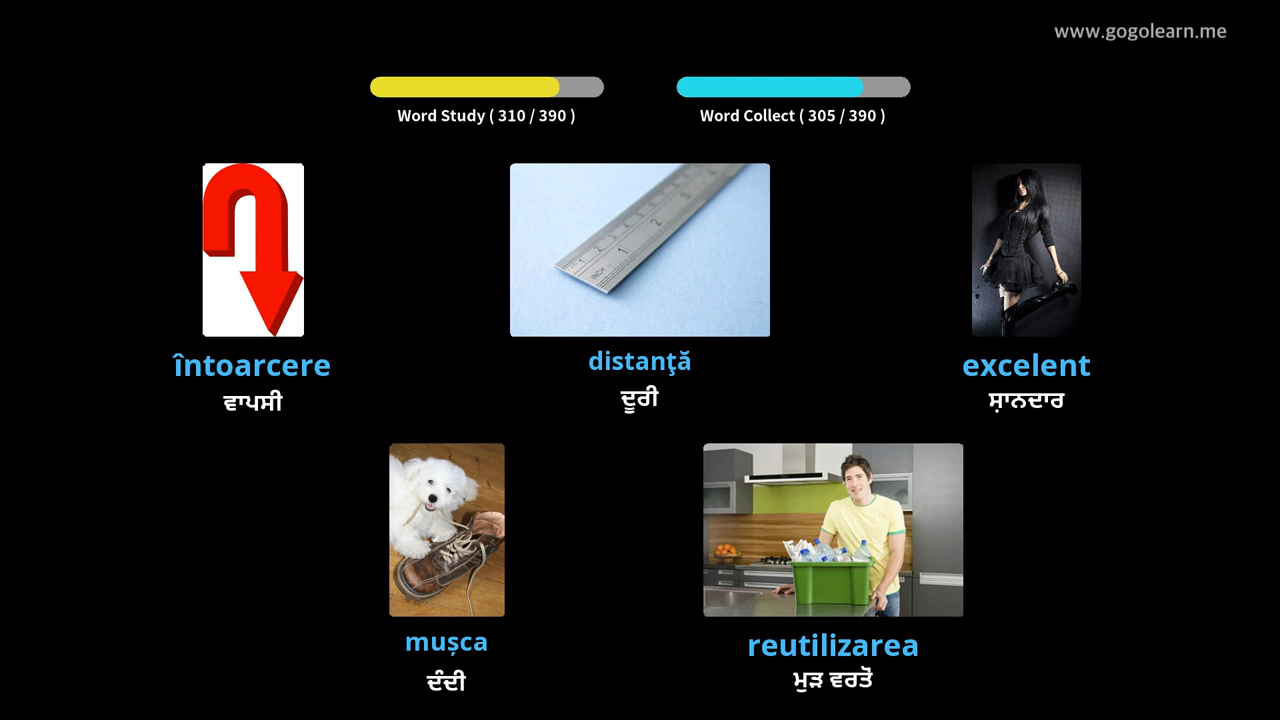 www.gogolearn.me
Word Study ( 310 / 390 )
Word Collect ( 305 / 390 )
întoarcere
ਵਾਪਸੀ
distanţă
ਦੂਰੀ
excelent
ਸ਼ਾਨਦਾਰ
mușca
ਦੰਦੀ
reutilizarea
ਮੁੜ ਵਰਤੋਂ